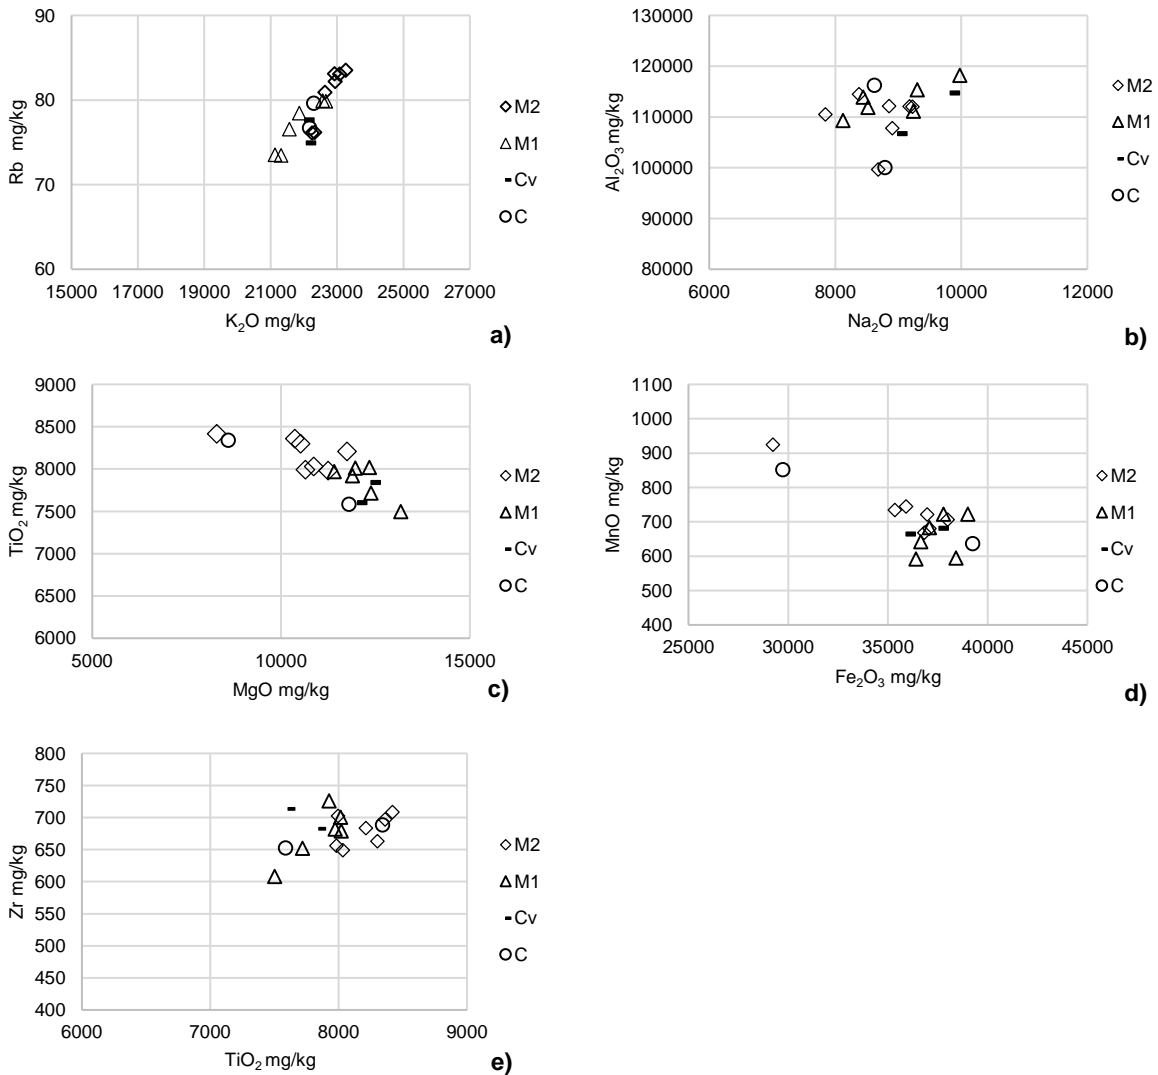 90
80
70
60
Rb mg/kg
15000 17000 19000 21000 23000 25000 27000
K2O mg/kg
M2
M1
Cv
C
a)
130000
120000
110000
100000
90000
80000
Al2O3 mg/kg
6000 8000 10000 12000
Na2O mg/kg
M2
M1
Cv
C
b)
9000
8500
8000
7500
7000
6500
6000
TiO2 mg/kg
5000 10000 15000
MgO mg/kg
M2
M1
Cv
C
c)
1100
1000
900
800
700
600
500
400
MnO mg/kg
25000 30000 35000 40000 45000
Fe2O3 mg/kg
M2
M1
Cv
C
d)
800
750
700
650
600
550
500
450
400
Zr mg/kg
6000 7000 8000 9000
TiO2 mg/kg
M2
M1
Cv
C
e)